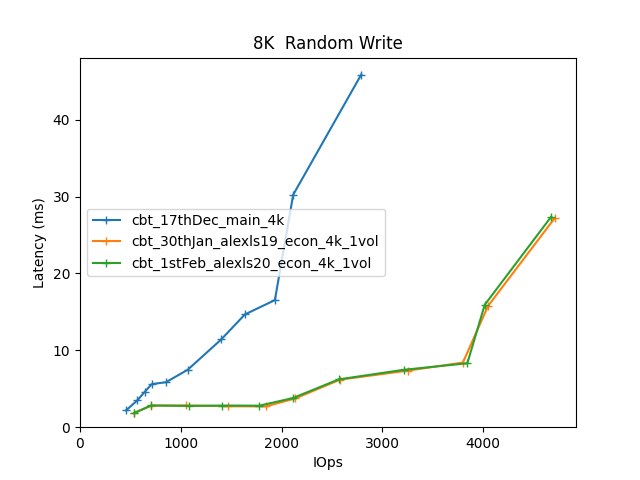 8K  Random Write
Latency (ms)
40
30
20
10
0
cbt_17thDec_main_4k
cbt_30thJan_alexls19_econ_4k_1vol
cbt_1stFeb_alexls20_econ_4k_1vol
0 1000 2000 3000 4000
IOps